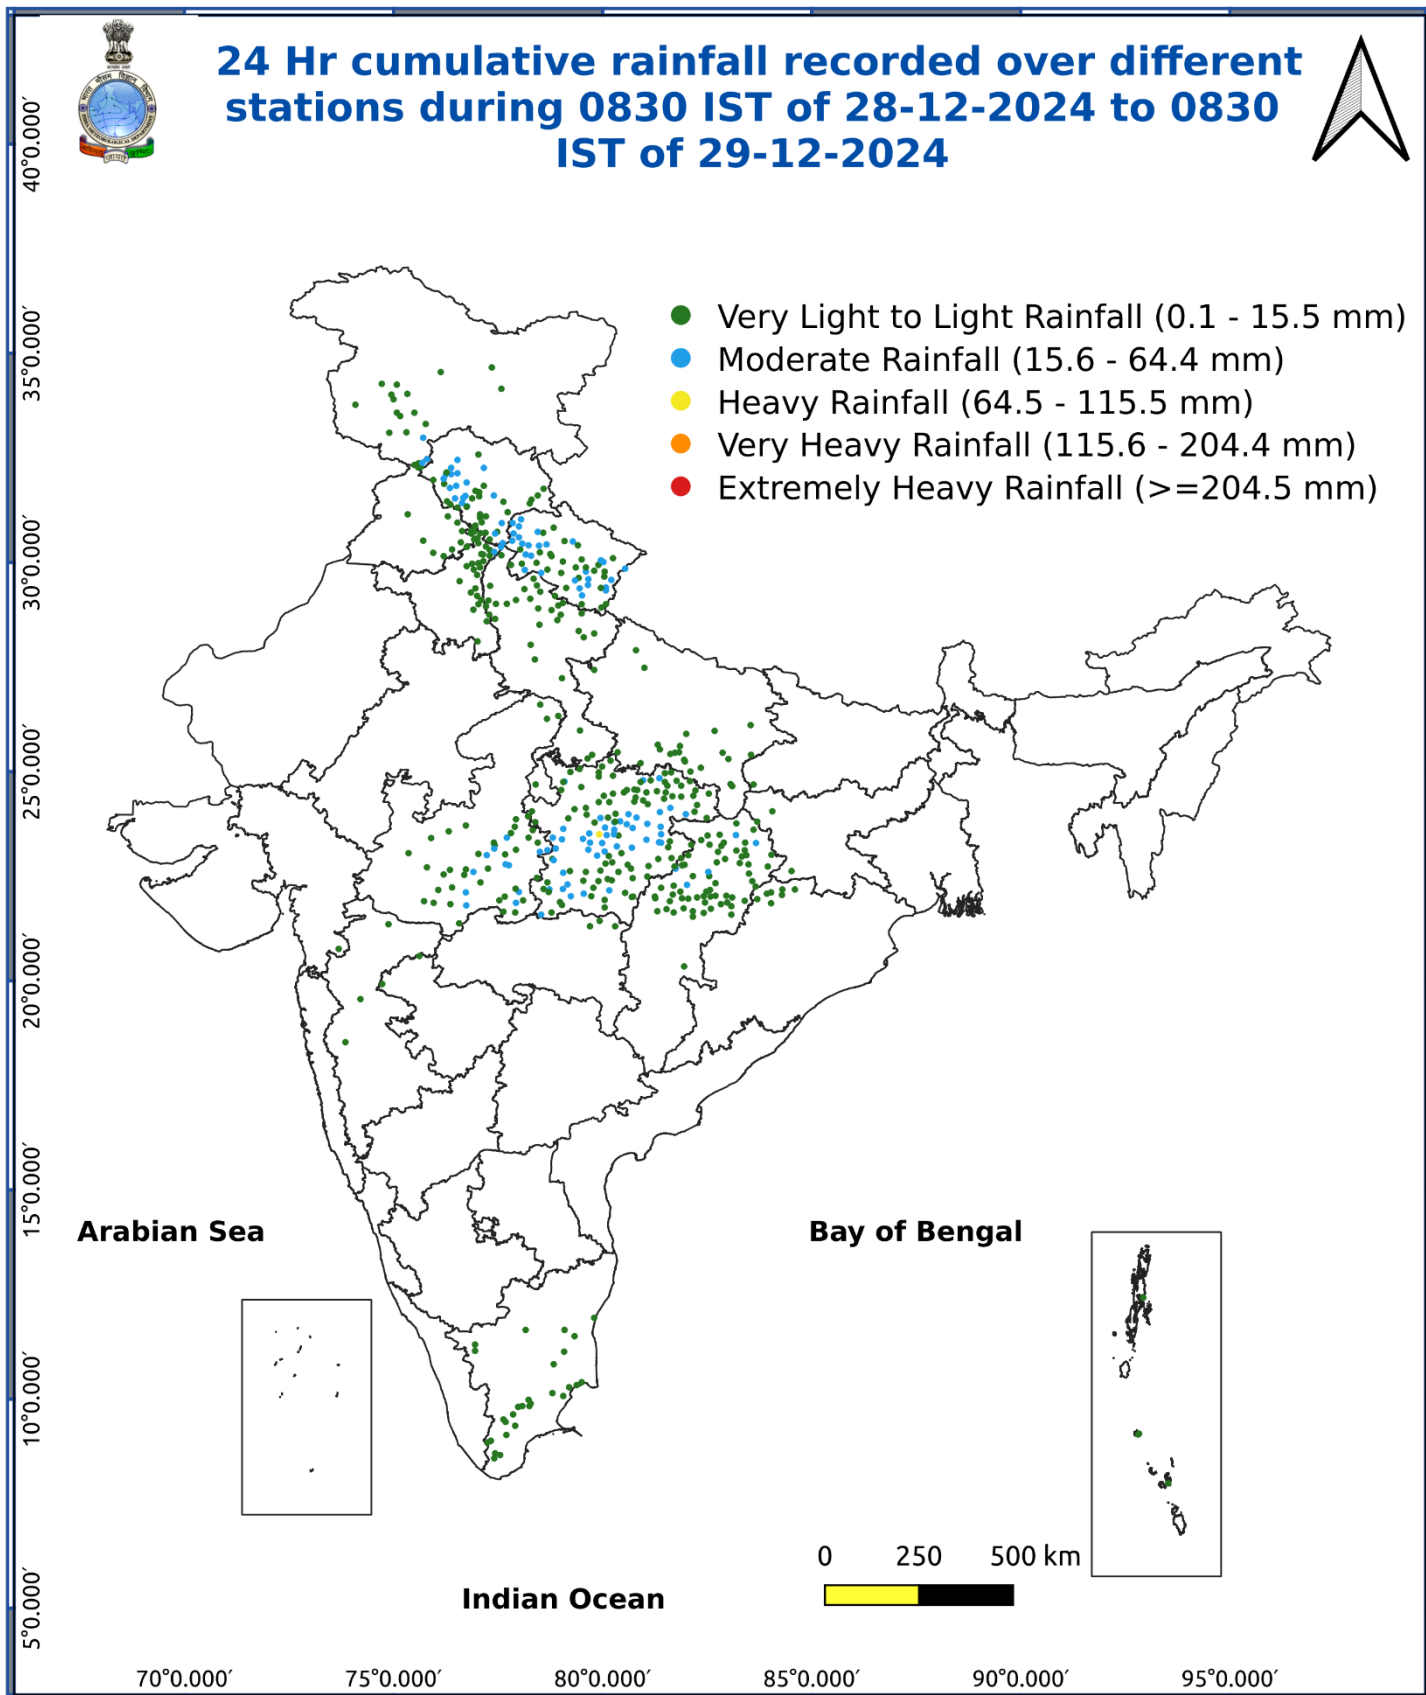 24 Hr cumulative rainfall recorded over different
stations during 0830 IST of 28-12-2024 to 0830
IST of 29-12-2024
Very Light to Light Rainfall (0.1 - 15.5 mm)
Moderate Rainfall (15.6 - 64.4 mm)
Heavy Rainfall (64.5 - 115.5 mm)
Very Heavy Rainfall (115.6 - 204.4 mm)
Extremely Heavy Rainfall (>=204.5 mm)
40°0.000′
35°0.000′
30°0.000′
25°0.000′
20°0.000′
15°0.000′
10°0.000′
5°0.000′
Arabian Sea
Bay of Bengal
Indian Ocean
0 250 500 km
70°0.000′ 75°0.000′ 80°0.000′ 85°0.000′ 90°0.000′ 95°0.000′